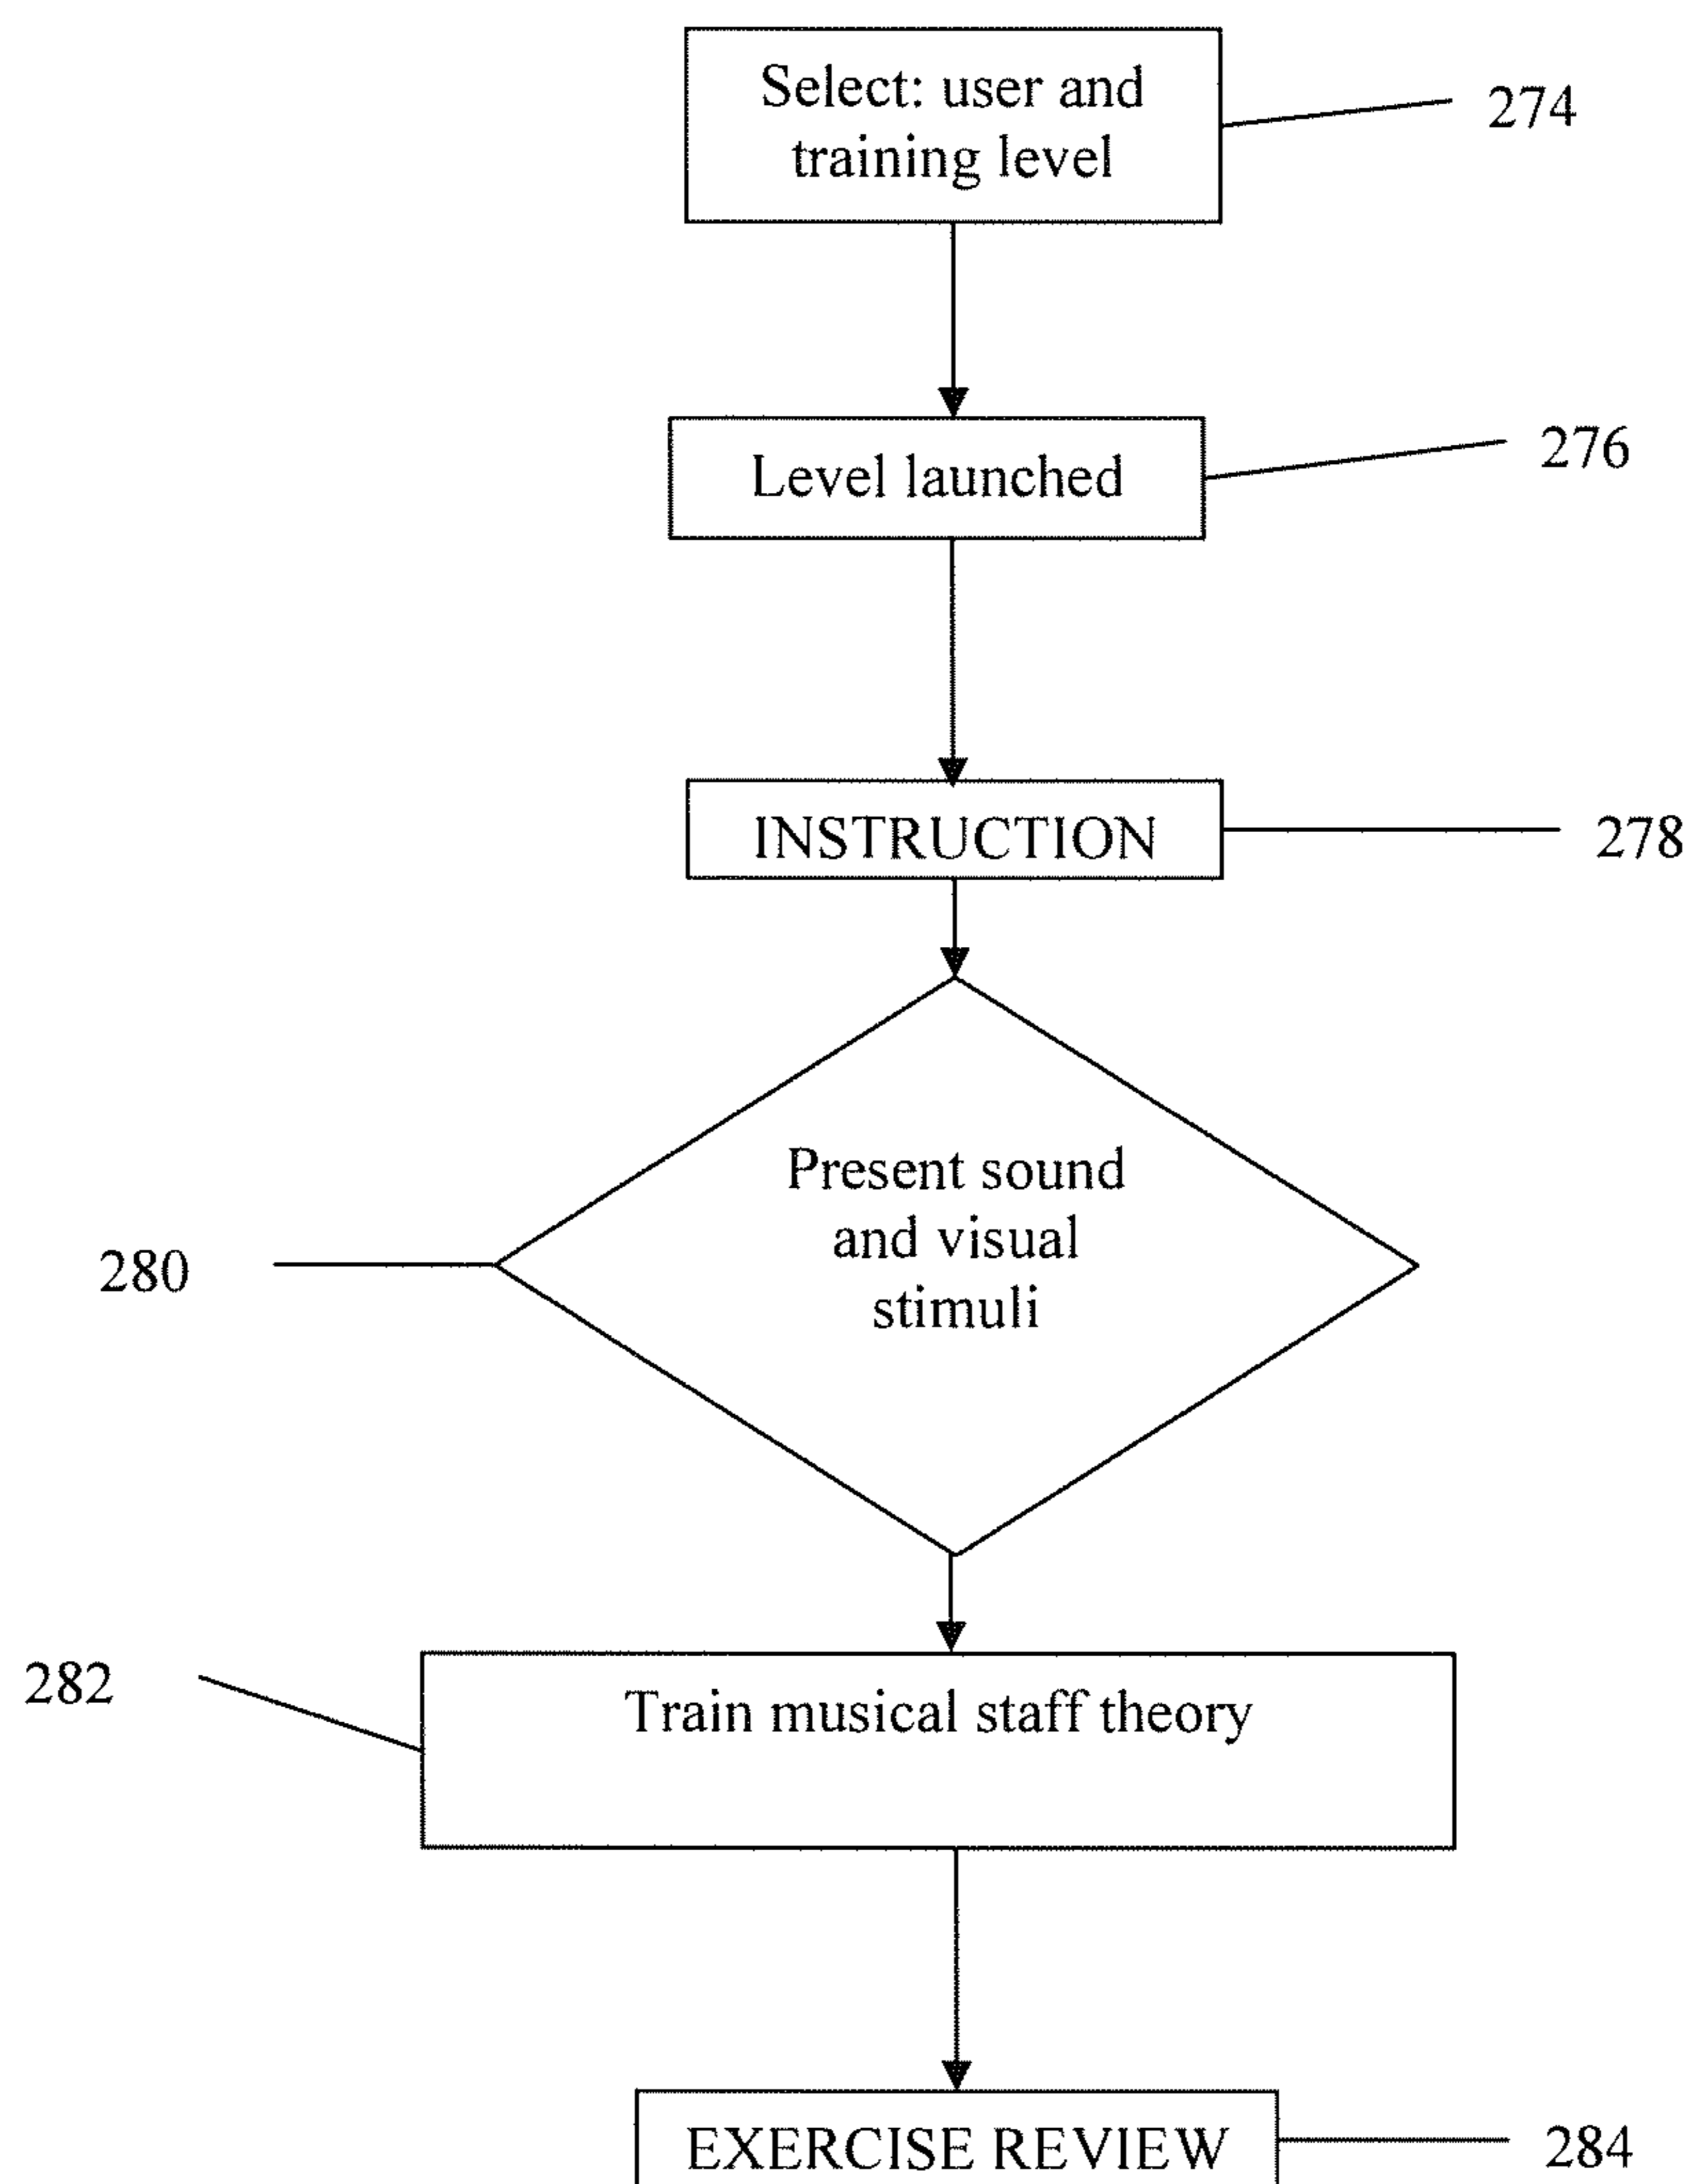 Select: user and
training level
274
Level launched
276
INSTRUCTION
278
Present sound
and visual
stimuli
280
Train musical staff theory
282
EXERCISE REVIEW
284